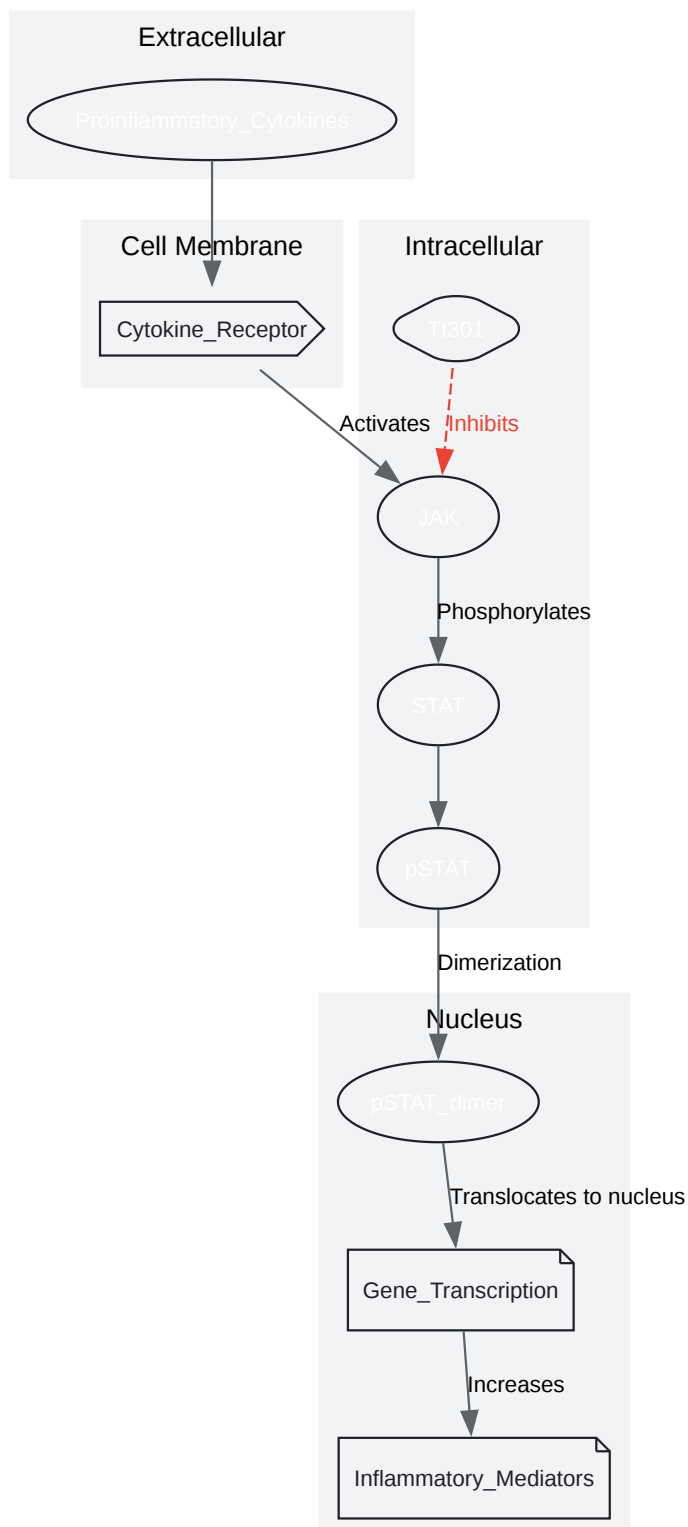 Extracellular
Proinflammatory_Cytokines
Cell Membrane
Intracellular
Cytokine_Receptor
Tt301
Activates
Inhibits
JAK
Phosphorylates
STAT
pSTAT
Dimerization
Nucleus
pSTAT_dimer
Translocates to nucleus
Gene_Transcription
Increases
Inflammatory_Mediators